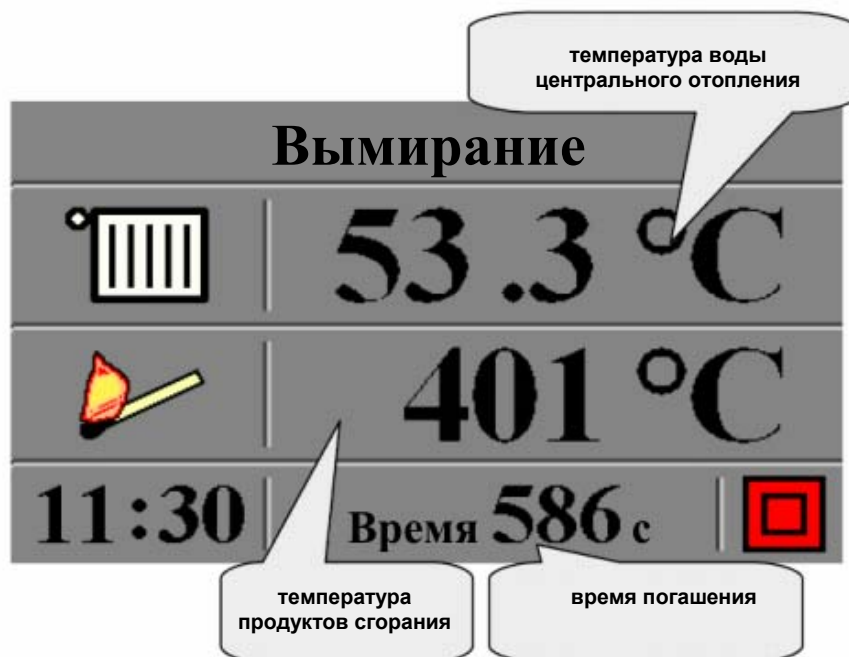 температура воды
центрального отопления
Вымирание
53 .3 °C
401 °C
11:30
Время 586 с
температура
продуктов сгорания
время погашения